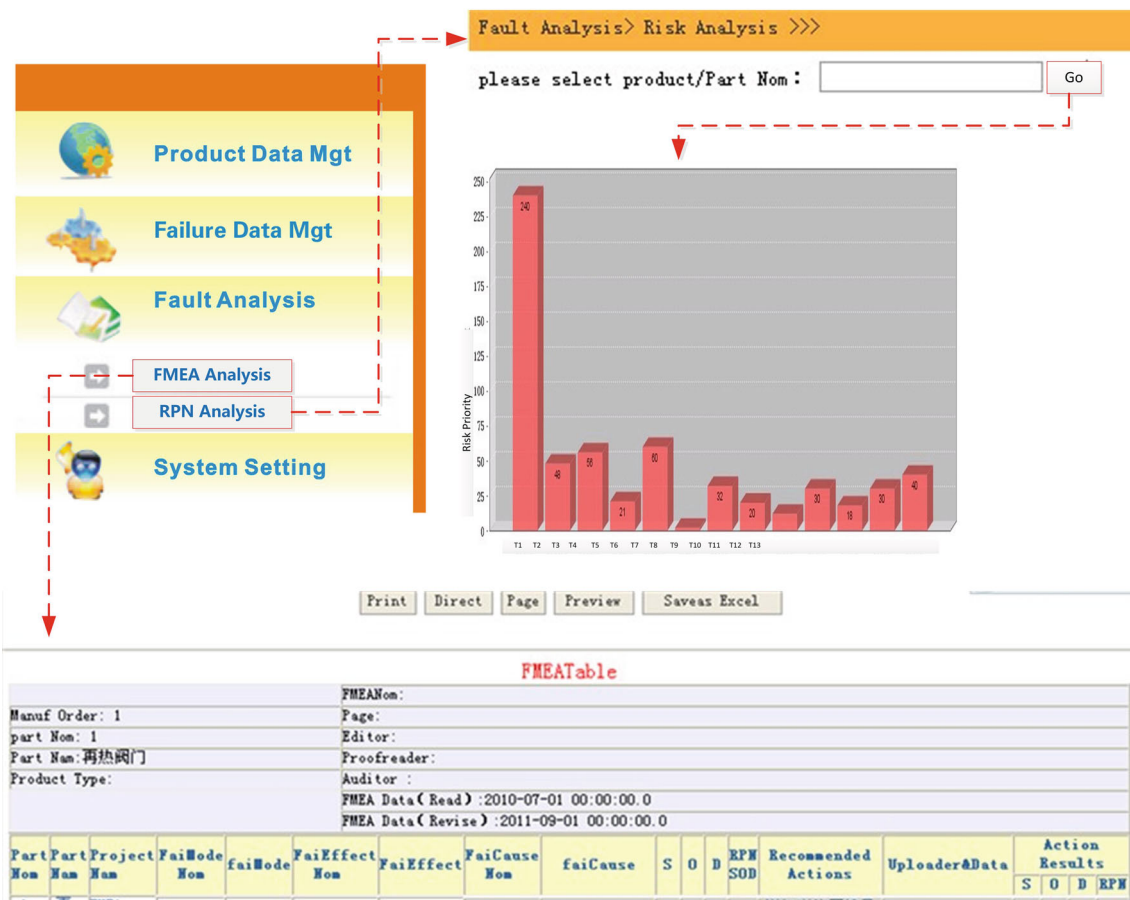 Fault Analysis> Risk Analysis >>>
please select product/Part Nom:
Go
Product Data Mgt
Failure Data Mgt
Fault Analysis
FMEA Analysis
RPN Analysis
System Setting
Risk Priority
250
225
200
175
150
125
100
75
50
25
0
240
48
56
21
60
32
20
30
18
30
40
T1 T2 T3 T4 T5 T6 T7 T8 T9 T10 T11 T12 T13
Print Direct Page Preview Saveas Excel
FMEATable
FMEANom:
Manuf Order: 1 Page:
part Nom: 1 Editor:
Part Nam:再热阀门 Proofreader:
Product Type: Auditor :
FMEA Data(Read):2010-07-01 00:00:00.0
FMEA Data(Revise):2011-09-01 00:00:00.0
Part Nom Part Nam Project Nam FaiMode Nom faiMode FaiEffect Nom FaiEffect FaiCause Nom faiCause S O D RPN SOD Recommended Actions Uploader&Data Action Results
S O D RPN